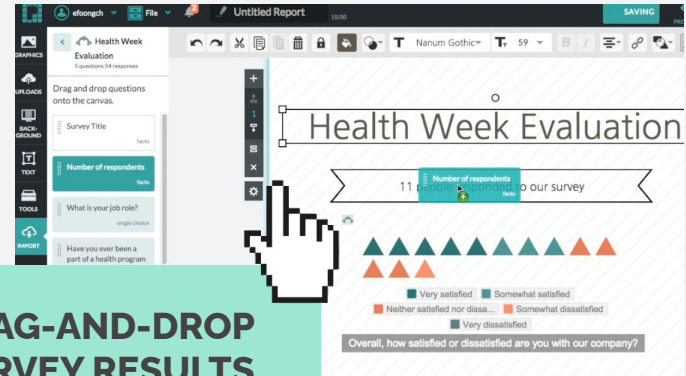 efoongch File Untitled Report 55/00 SAVING
GRAPHICS
UPLOADS
BACK-
GROUND
TEXT
TOOLS
IMPORT
Health Week
Evaluation
5 questions 54 responses
Drag and drop questions
onto the canvas.
Survey Title
facts
Number of respondents
facts
What is your job role?
single choice
Have you ever been a
part of a health program
T Nanum Gothic T 59 B I
1
Health Week Evaluation
11 people responded to our survey
Number of respondents
facts
Very satisfied Somewhat satisfied
Neither satisfied nor dissa... Somewhat dissatisfied
Very dissatisfied
Overall, how satisfied or dissatisfied are you with our company?
AG-AND-DROP
RVEY RESULTS